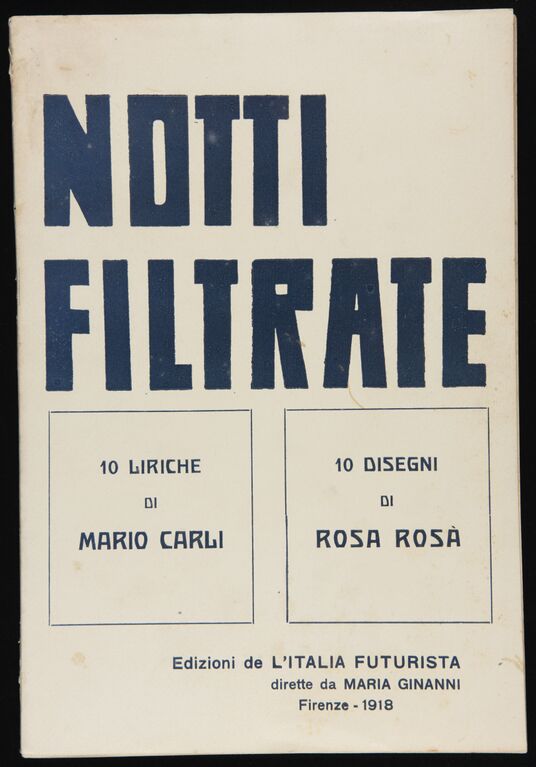 NOTTI
FILTRATE
10 LIRICHE
DI
MARIO CARLI
10 DISEGNI
DI
ROSA ROSÀ
Edizioni de L'ITALIA FUTURISTA
dirette da MARIA GINANNI
Firenze - 1918